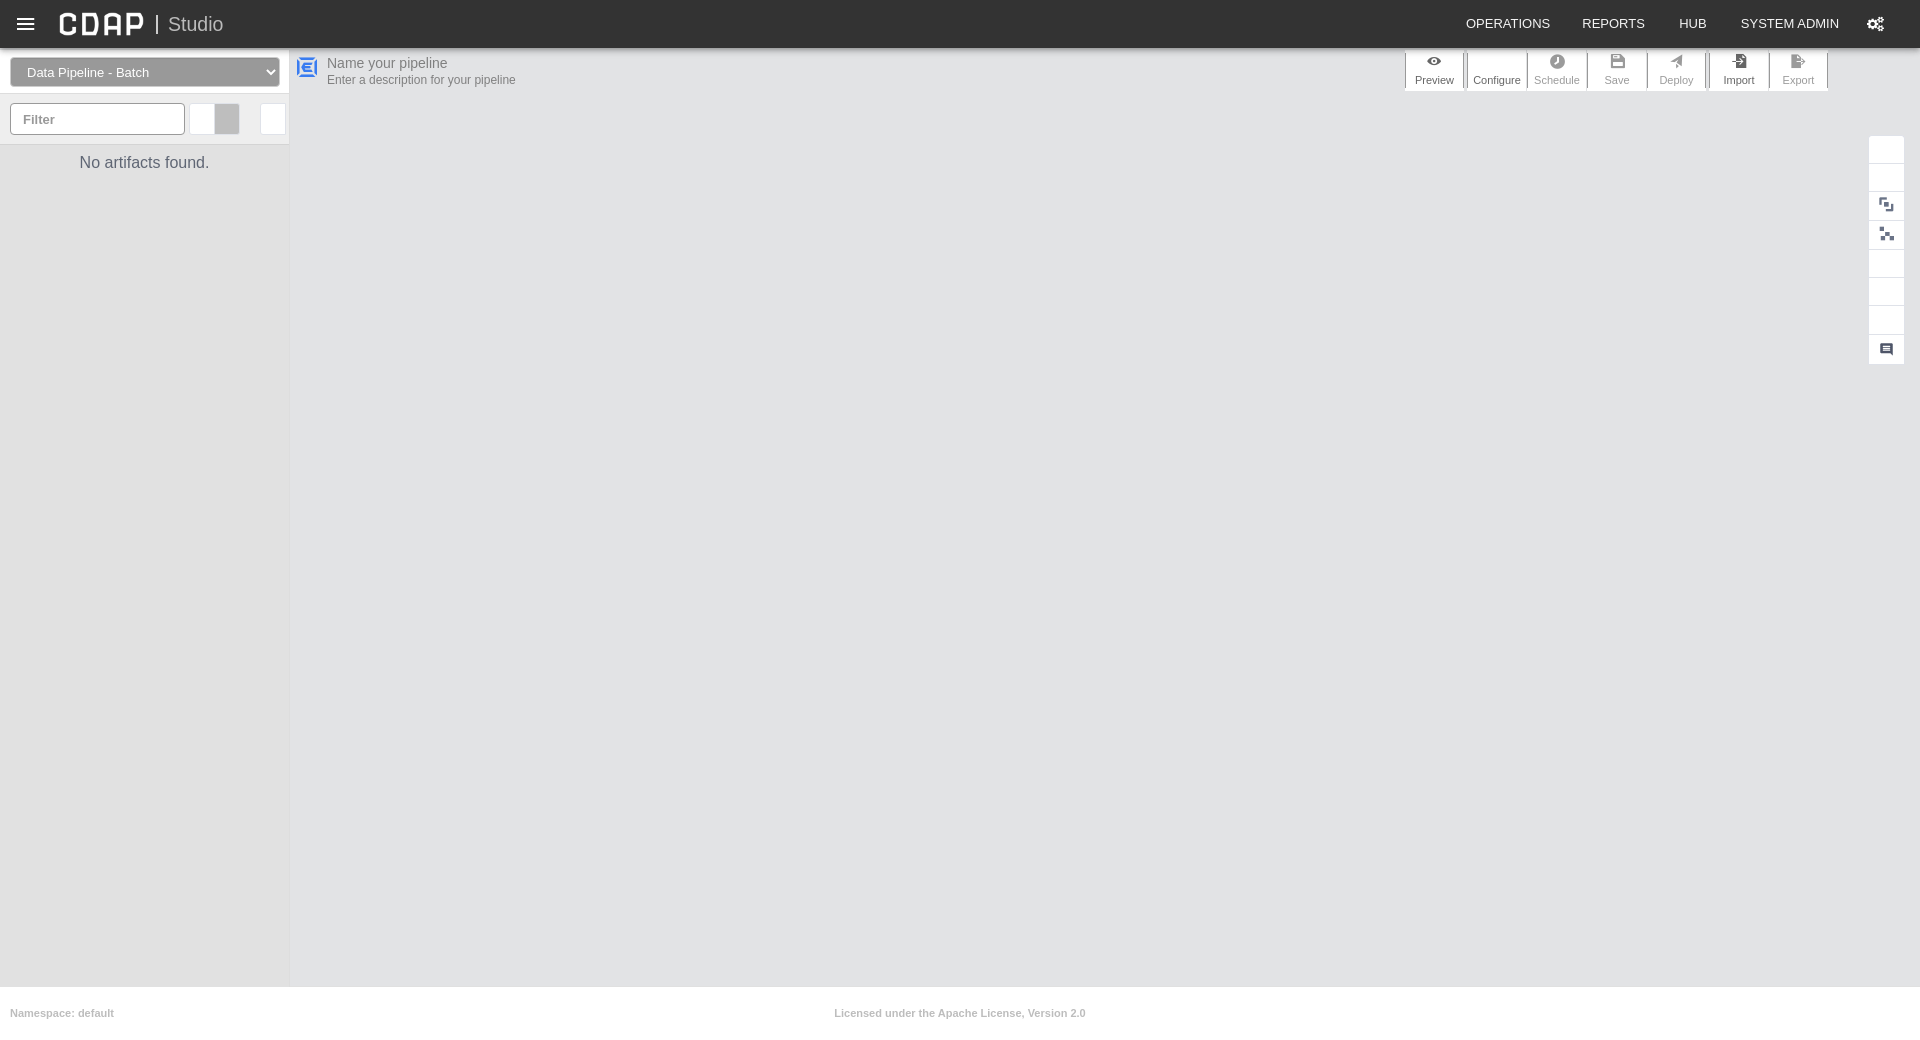 CDAP | Studio
OPERATIONS
REPORTS
HUB
SYSTEM ADMIN
Data Pipeline - Batch
Name your pipeline
Enter a description for your pipeline
Preview
Configure
Schedule
Save
Deploy
Import
Export
Filter
No artifacts found.
Namespace: default
Licensed under the Apache License, Version 2.0